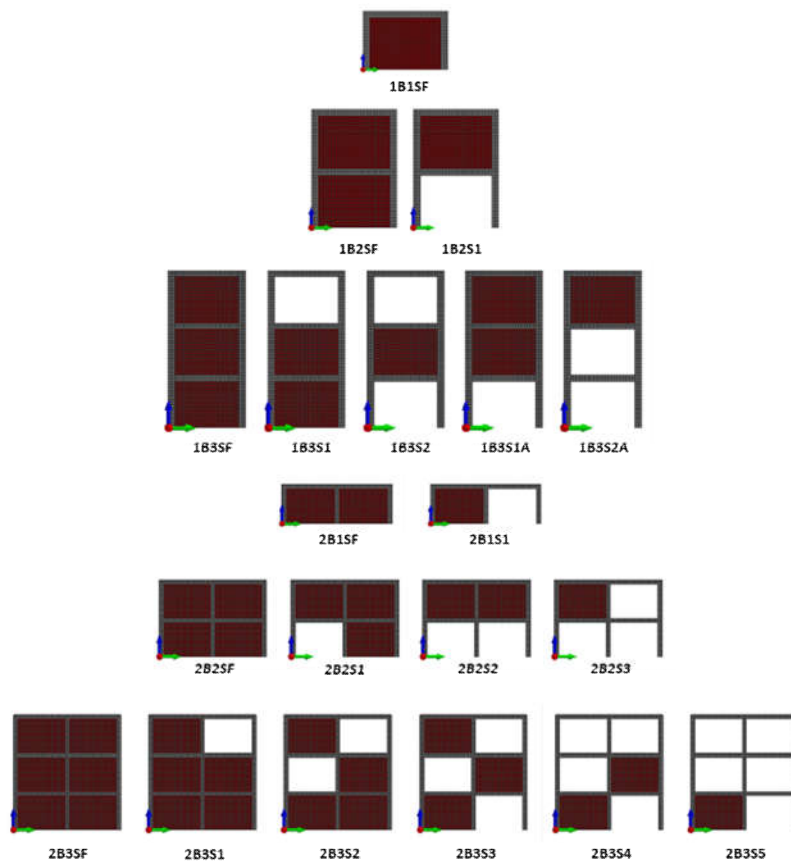 1B1SF
1B2SF 1B2S1
1B3SF 1B3S1 1B3S2 1B3S1A 1B3S2A
2B1SF 2B1S1
2B2SF 2B2S1 2B2S2 2B2S3
2B3SF 2B3S1 2B3S2 2B3S3 2B3S4 2B3S5